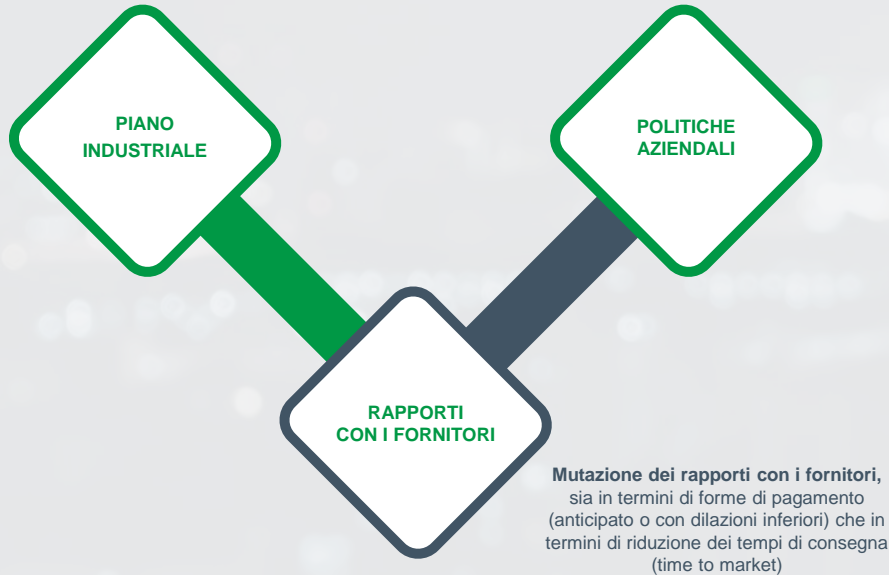 PIANO
INDUSTRIALE
POLITICHE
AZIENDALI
RAPPORTI
CON I FORNITORI
Mutazione dei rapporti con i fornitori,
sia in termini di forme di pagamento
(anticipato o con dilazioni inferiori) che in
termini di riduzione dei tempi di consegna
(time to market)